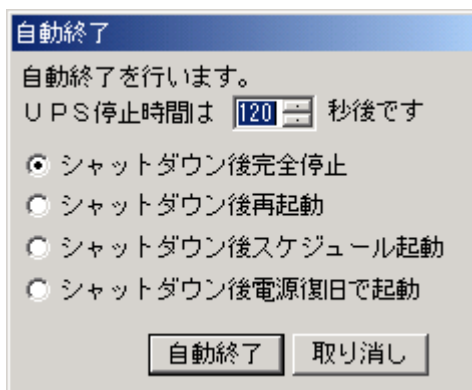 自動終了
自動終了を行います。
UPS停止時間は 120 秒後です
シャットダウン後完全停止
シャットダウン後再起動
シャットダウン後スケジュール起動
シャットダウン後電源復旧で起動
自動終了 取り消し